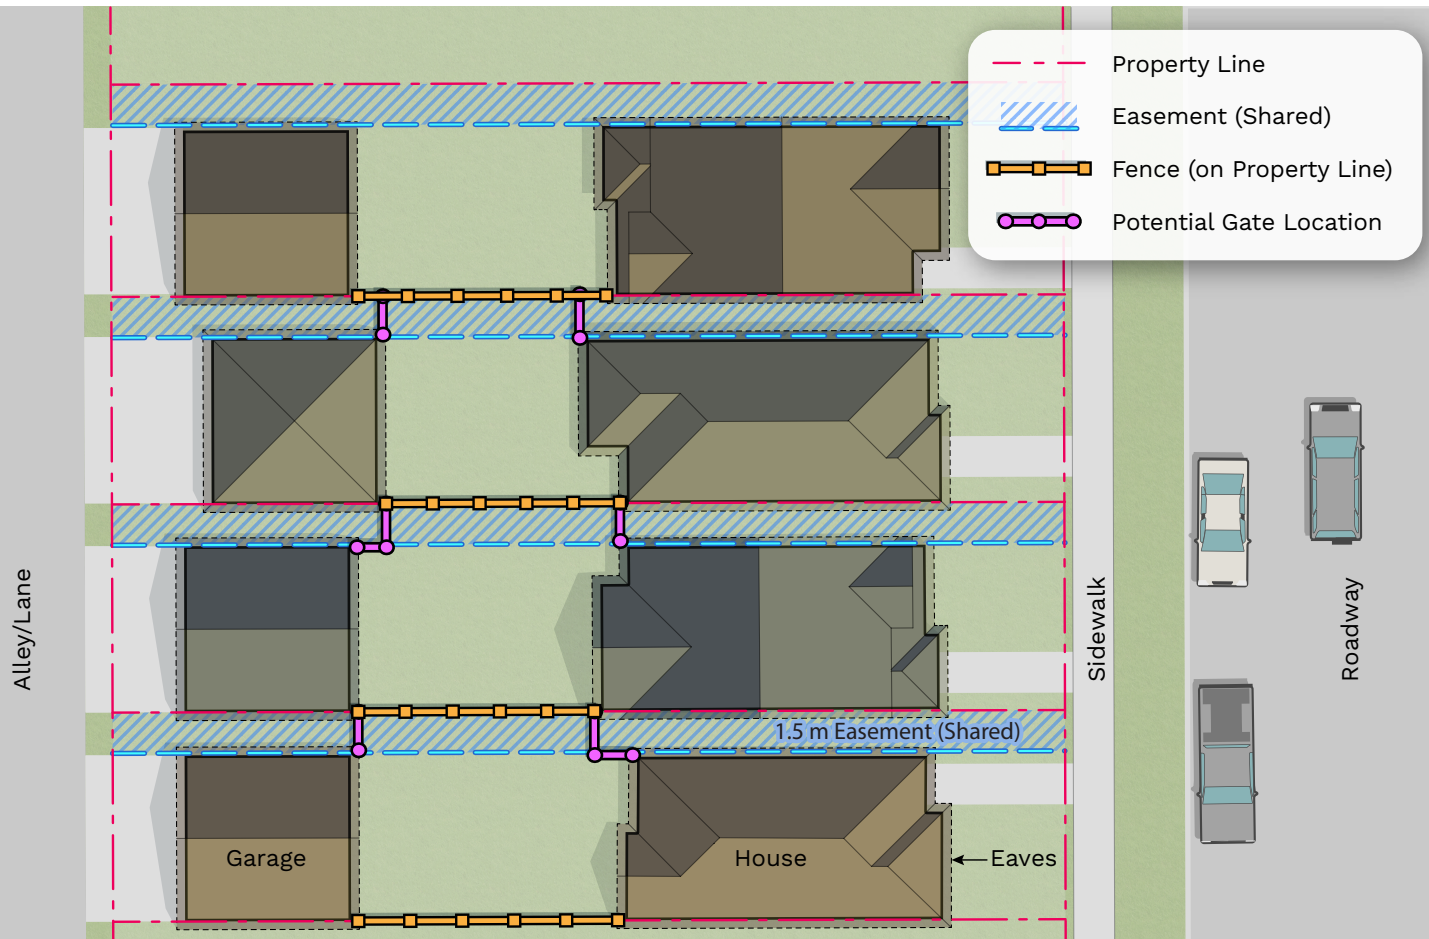 Property Line
Easement (Shared)
Fence (on Property Line)
Potential Gate Location
Alley/Lane
Sidewalk
Roadway
1.5 m Easement (Shared)
Garage
House
Eaves